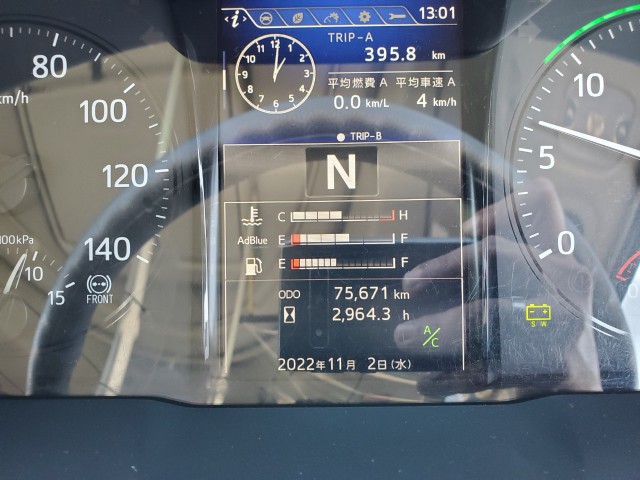 i 13:01
TRIP-A
395.8 km
平均燃費 A 平均車速 A
0.0 km/L 4 km/h
12 1 2 3 4 5 6 7 8 9 10 11
TRIP-B
N
C H
AdBlue E F
E F
ODO 75,671 km
2,964.3 h
A/C
2022年11月 2日(水)
80
km/h
100
120
140
100kPa
10
15
FRONT
10
5
0
S W